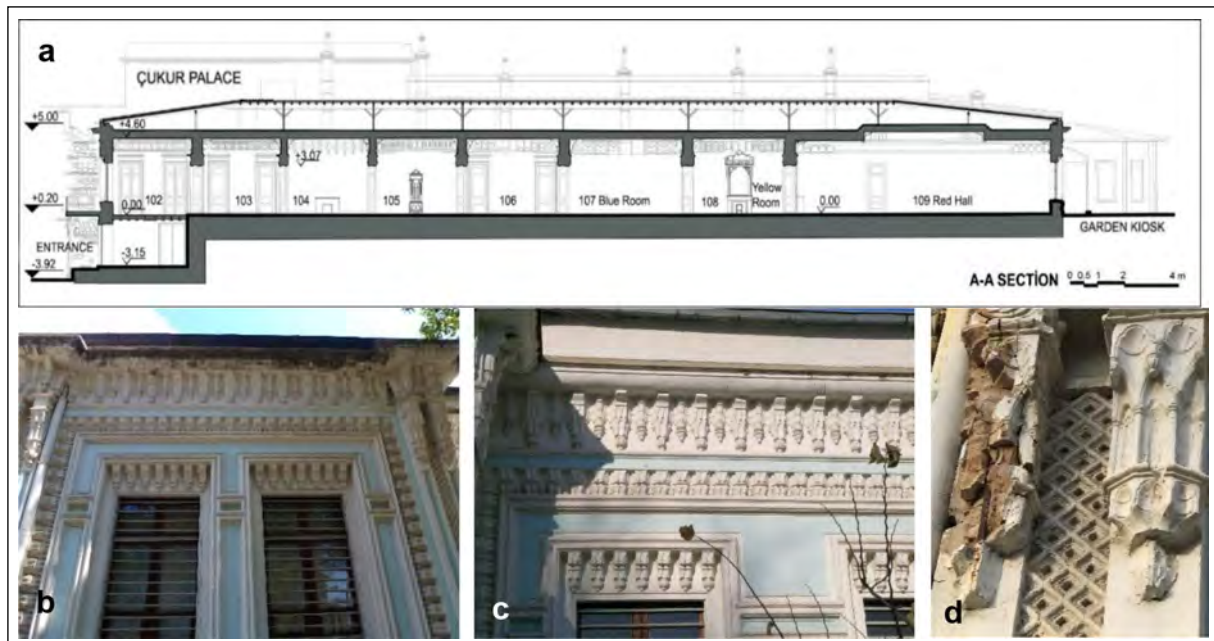 a
ÇUKUR PALACE
+5.00
+4.60
+3.07
+0.20
0.00
102
103
104
105
106
107 Blue Room
108
Yellow
Room
0.00
109 Red Hall
ENTRANCE
-3.15
-3.92
GARDEN KIOSK
A-A SECTİON
0 0.5 1 2 4 m
b
c
d